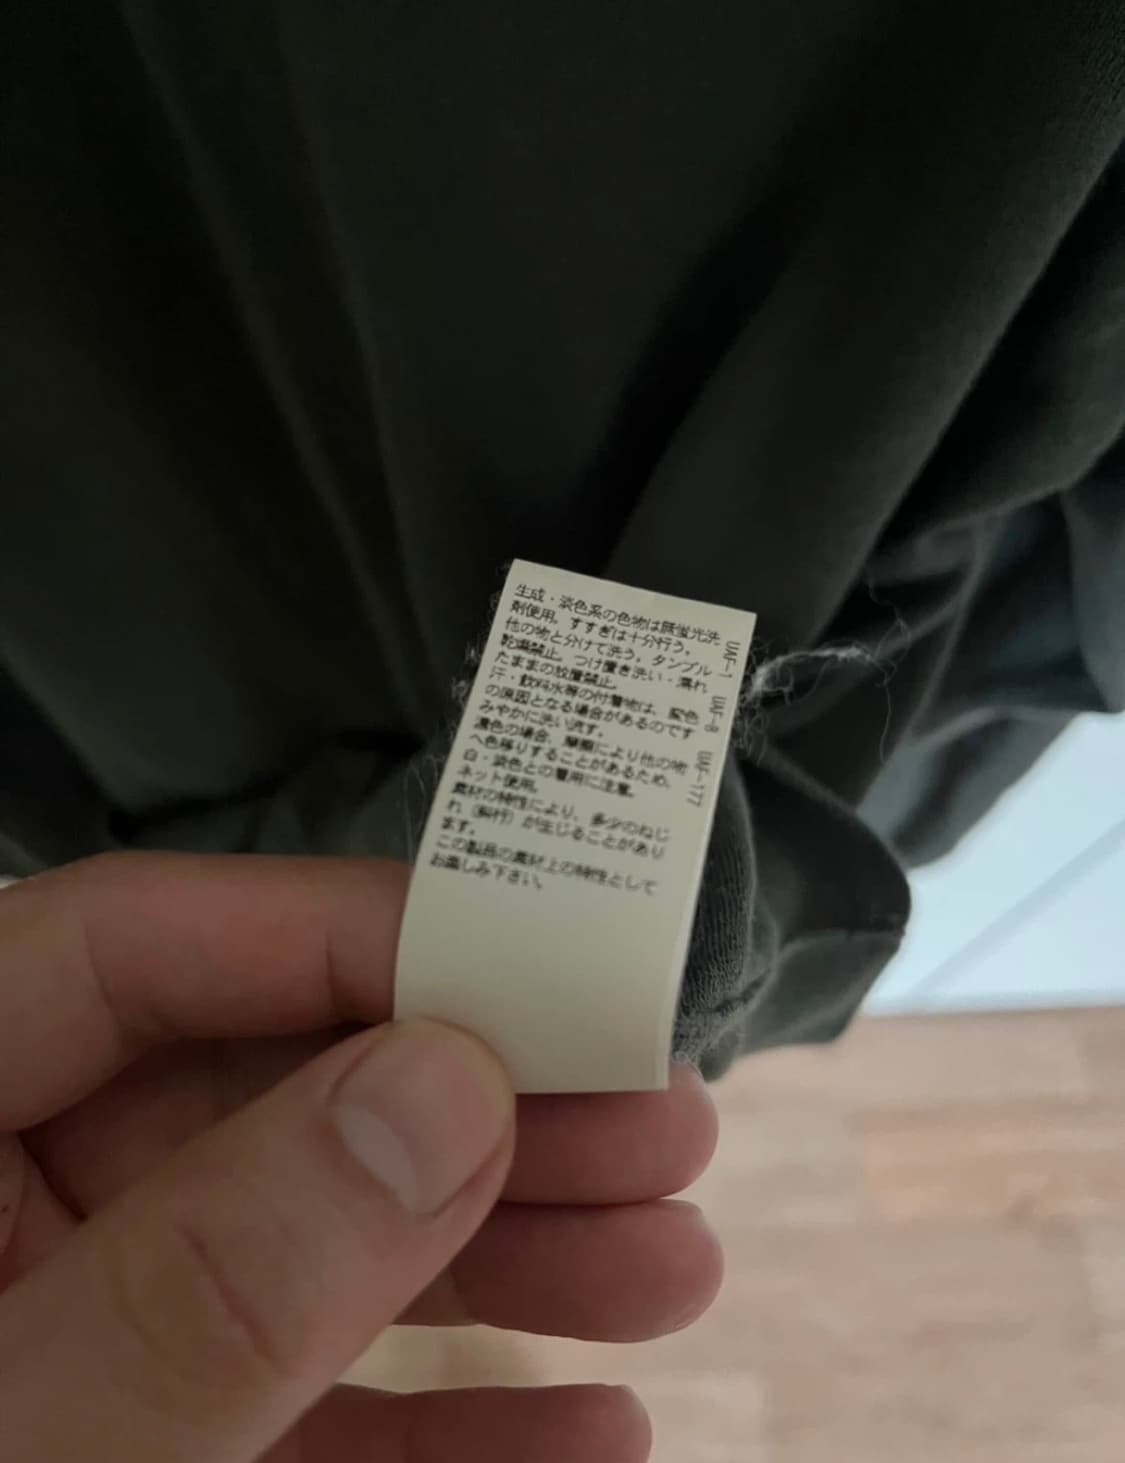 生成・淡色系の色物は無蛍光洗
剤使用。すすぎは十分行う。
他の物と分けて洗う。タンブル
乾燥禁止。つけ置き洗い・濡れ
たままの放置禁止。
汗・飲料水等の付着物は、変色
の原因となる場合があるのです
みやかに洗い流す。
濃色の場合、摩擦により他の物
へ色移りすることがあるため、
白・淡色との着用に注意。
ネット使用。
素材の特性により、多少のねじ
れ（斜行）が生じることがあり
ます。
この製品の素材上の特性として
お楽しみ下さい。
UAF-1 UAF-8 UAF-177